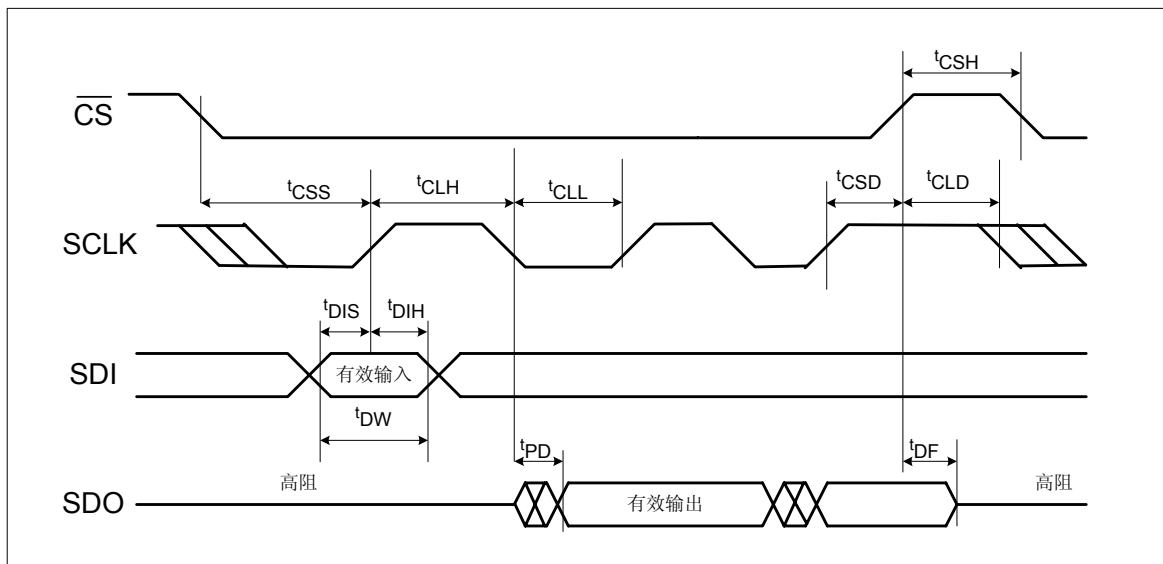 tCSH
CS
tCSS
tCLH
tCLL
tCSD
tCLD
SCLK
tDIS
tDIH
SDI
有效输入
tDW
tPD
tDF
高阻
高阻
SDO
有效输出